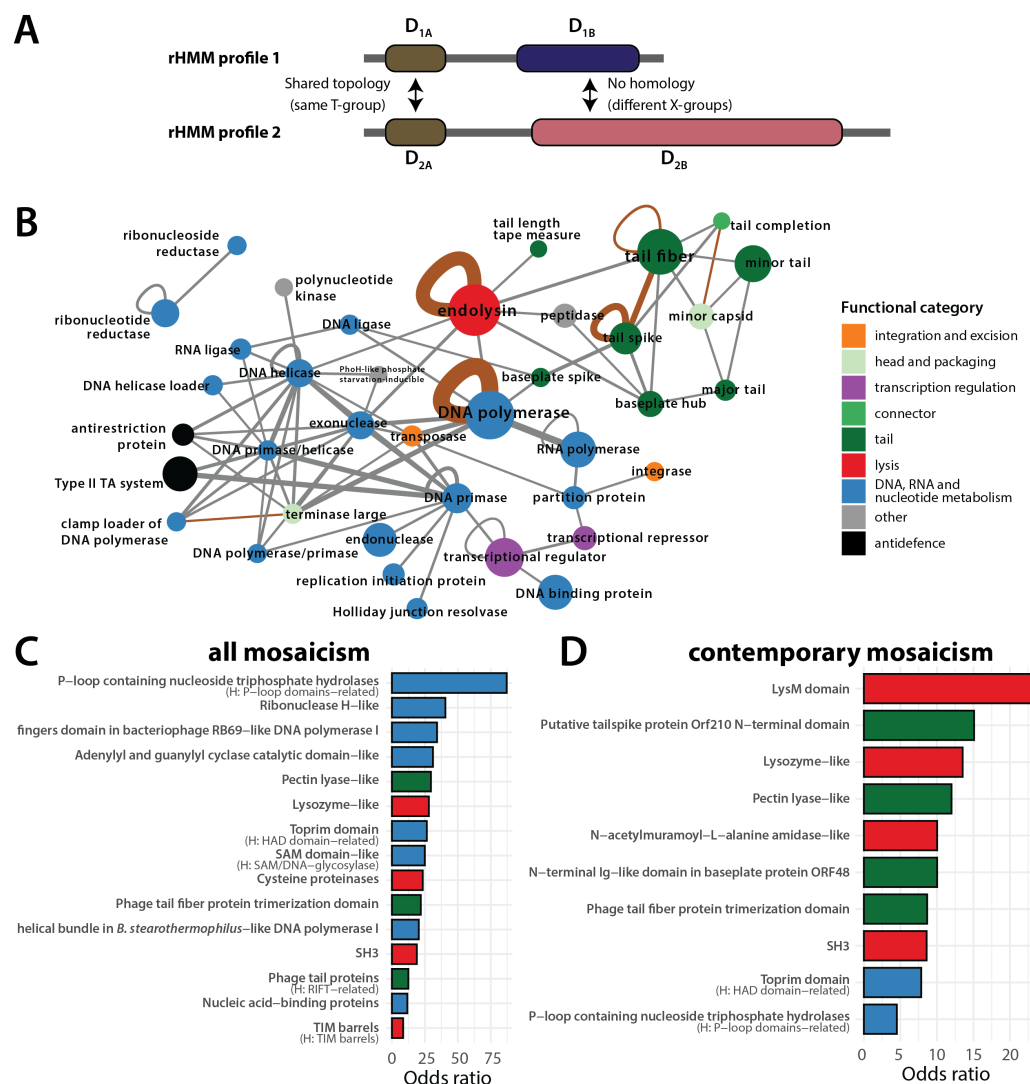 A
D1A
D1B
rHMM profile 1
Shared topology
(same T-group)
No homology
(different X-groups)
rHMM profile 2
D2A
D2B
B
ribonucleoside
reductase
ribonucleotide
reductase
polynucleotide
kinase
tail length
tape measure
tail completion
tail fiber
minor tail
endolysin
peptidase
minor capsid
tail spike
DNA ligase
RNA ligase
DNA helicase
PhoH-like phosphate
starvation-inducible
DNA helicase loader
baseplate spike
major tail
baseplate hub
DNA polymerase
exonuclease
transposase
antirestriction
protein
DNA primase/helicase
RNA polymerase
integrase
Type II TA system
DNA primase
partition protein
clamp loader of
DNA polymerase
terminase large
endonuclease
transcriptional repressor
DNA polymerase/primase
transcriptional regulator
replication initiation protein
DNA binding protein
Holliday junction resolvase
Functional category
integration and excision
head and packaging
transcription regulation
connector
tail
lysis
DNA, RNA and
nucleotide metabolism
other
antidefence
C
all mosaicism
P−loop containing nucleoside triphosphate hydrolases
(H: P−loop domains−related)
Ribonuclease H−like
fingers domain in bacteriophage RB69−like DNA polymerase I
Adenylyl and guanylyl cyclase catalytic domain−like
Pectin lyase−like
Lysozyme−like
Toprim domain
(H: HAD domain−related)
SAM domain−like
(H: SAM/DNA−glycosylase)
Cysteine proteinases
Phage tail fiber protein trimerization domain
helical bundle in B. stearothermophilus−like DNA polymerase I
SH3
Phage tail proteins
(H: RIFT−related)
Nucleic acid−binding proteins
TIM barrels
(H: TIM barrels)
0 25 50 75
Odds ratio
D
contemporary mosaicism
LysM domain
Putative tailspike protein Orf210 N−terminal domain
Lysozyme−like
Pectin lyase−like
N−acetylmuramoyl−L−alanine amidase−like
N−terminal Ig−like domain in baseplate protein ORF48
Phage tail fiber protein trimerization domain
SH3
Toprim domain
(H: HAD domain−related)
P−loop containing nucleoside triphosphate hydrolases
(H: P−loop domains−related)
0 5 10 15 20
Odds ratio